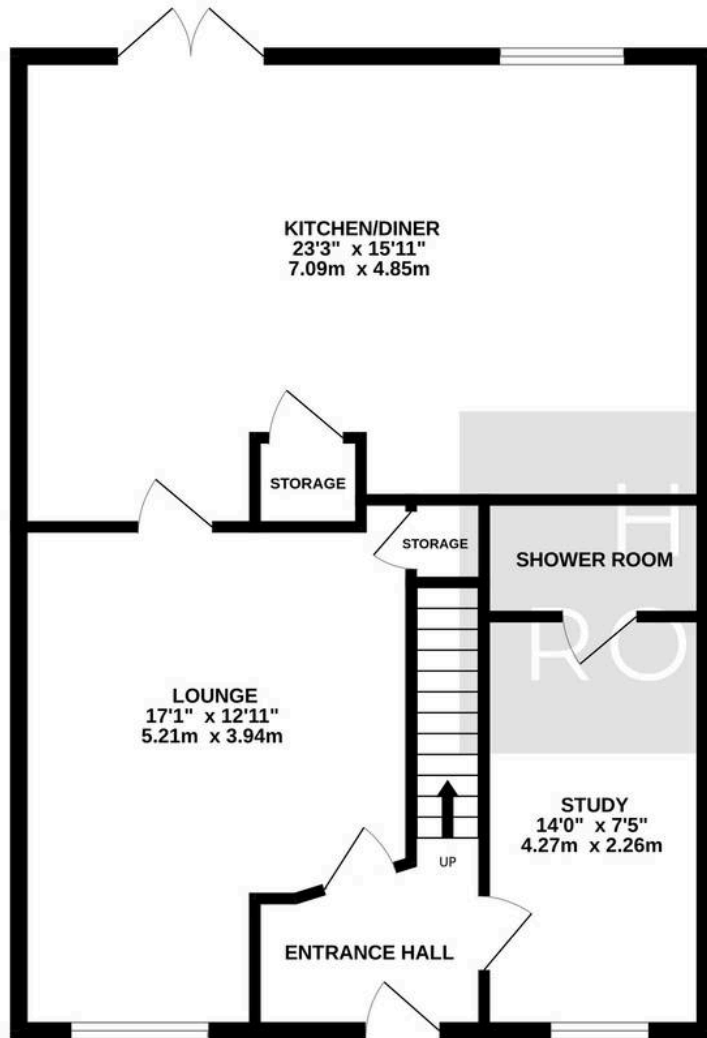 KITCHEN/DINER
23'3" x 15'11"
7.09m x 4.85m
STORAGE
STORAGE
H
SHOWER ROOM
RO
LOUNGE
17'1" x 12'11"
5.21m x 3.94m
STUDY
14'0" x 7'5"
4.27m x 2.26m
UP
ENTRANCE HALL